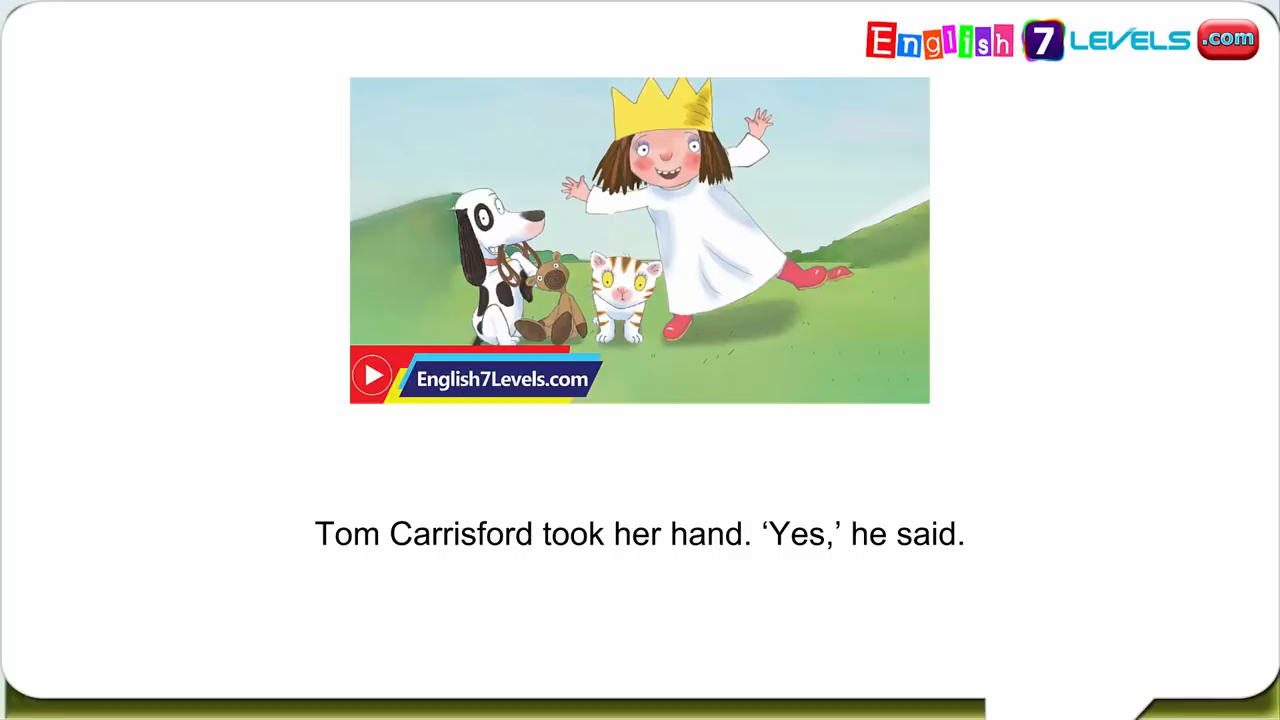 English 7 LEVELS .com
English7Levels.com
Tom Carrisford took her hand. ‘Yes,’ he said.